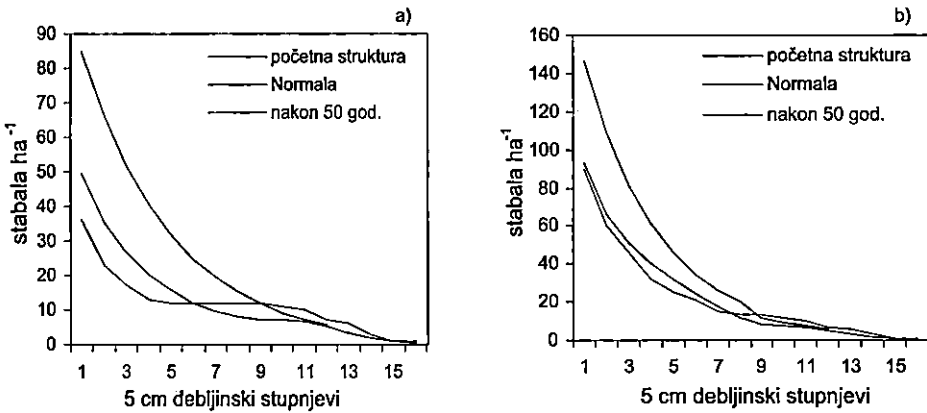 a)
90
80
70
60
50
40
30
20
10
0
stabala ha⁻¹
početna struktura
Normala
nakon 50 god.
1 3 5 7 9 11 13 15
5 cm debljinski stupnjevi
b)
160
140
120
100
80
60
40
20
0
stabala ha⁻¹
početna struktura
Normala
nakon 50 god.
1 3 5 7 9 11 13 15
5 cm debljinski stupnjevi